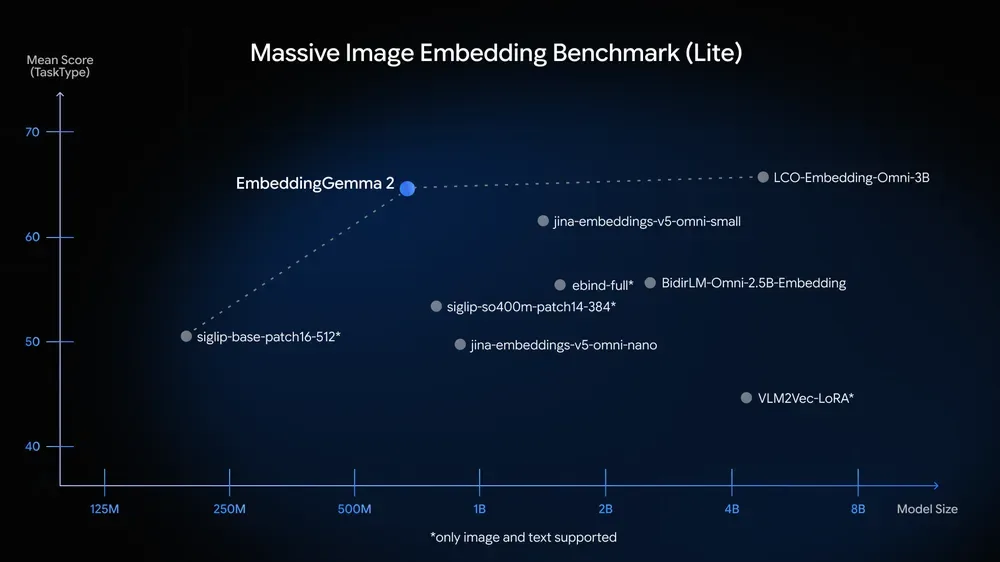 Massive Image Embedding Benchmark (Lite)
Mean Score
(TaskType)
70
60
50
40
EmbeddingGemma 2
LCO-Embedding-Omni-3B
jina-embeddings-v5-omni-small
ebind-full*
BidirLM-Omni-2.5B-Embedding
siglip-so400m-patch14-384*
siglip-base-patch16-512*
jina-embeddings-v5-omni-nano
VLM2Vec-LoRA*
125M
250M
500M
1B
2B
4B
8B
Model Size
*only image and text supported